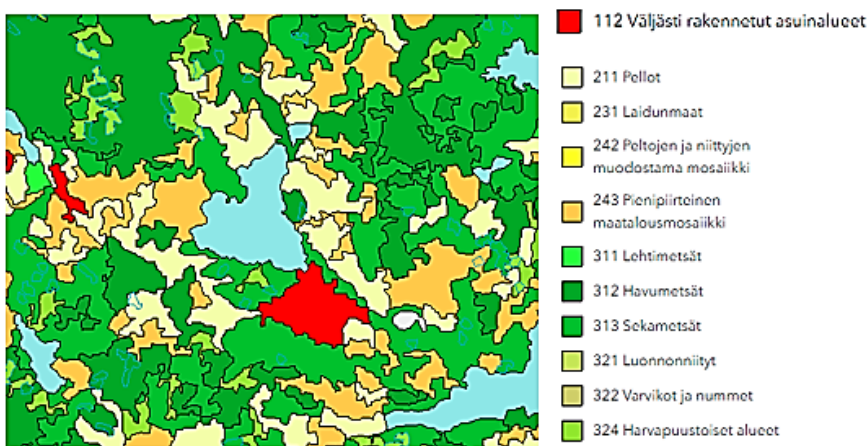 112 Väljästi rakennetut asuinalueet
211 Pellot
231 Laidunmaat
242 Peltojen ja niittyjen
muodostama mosaiikki
243 Pienipiirteinen
maatalousmosaiikki
311 Lehtimetsät
312 Havumetsät
313 Sekametsät
321 Luonnonniityt
322 Varvikot ja nummet
324 Harvapuustoiset alueet